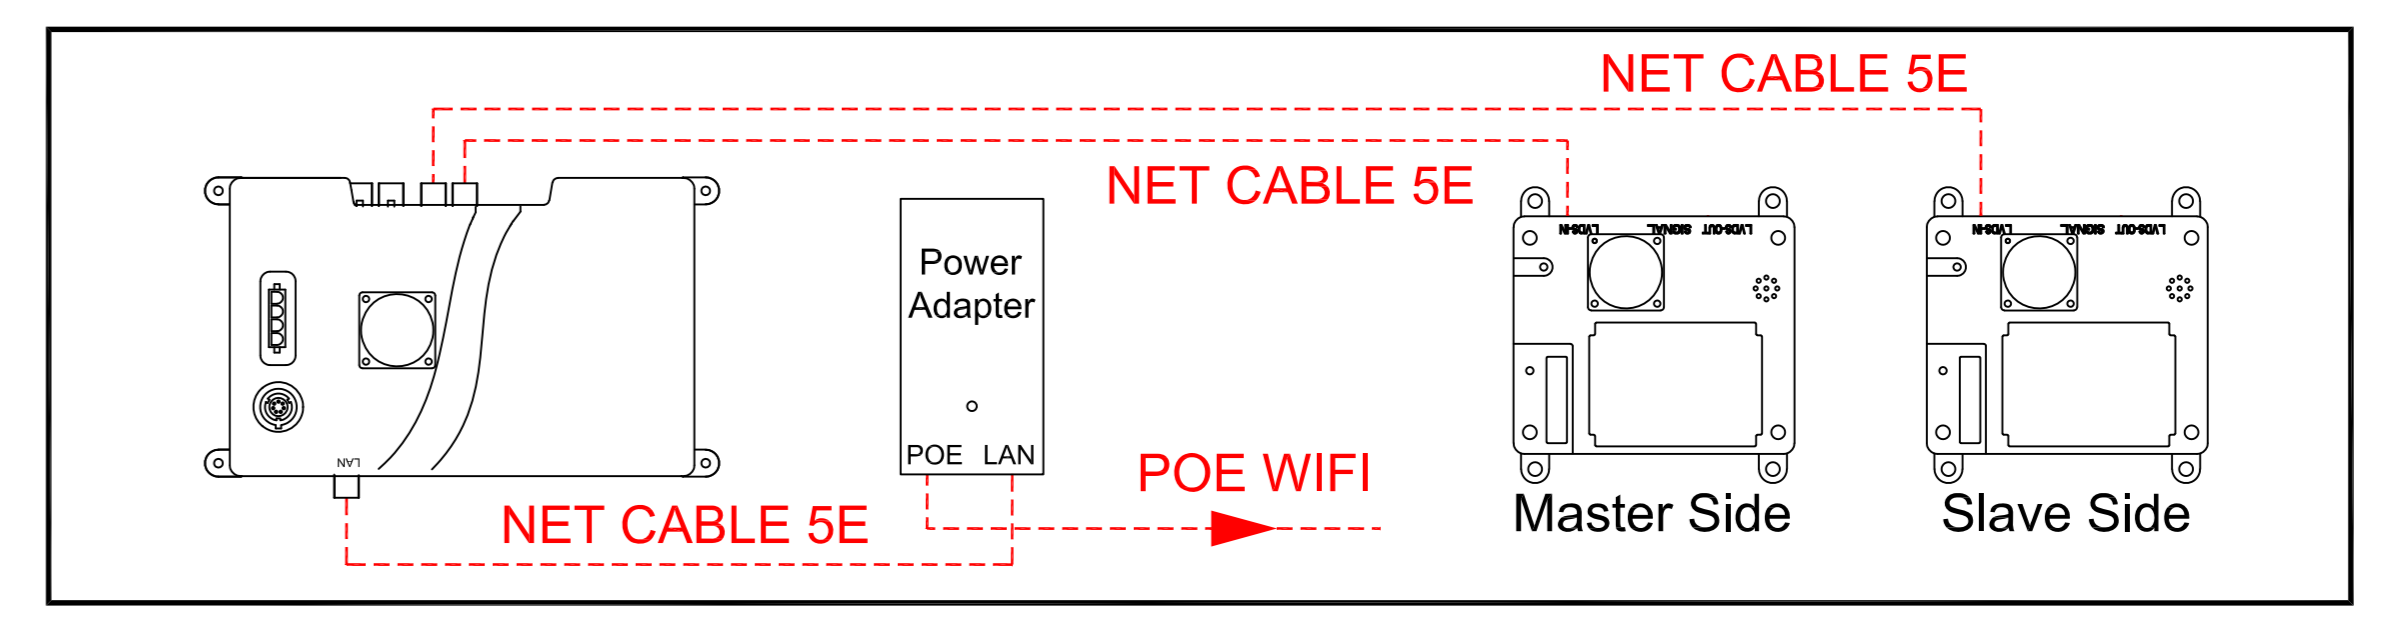 NET CABLE 5E
NET CABLE 5E
LVDS-IN SIGNAL LVDS-OUT
LVDS-IN SIGNAL LVDS-OUT
Power
Adapter
POE LAN
LAN
POE WIFI
NET CABLE 5E
Master Side
Slave Side